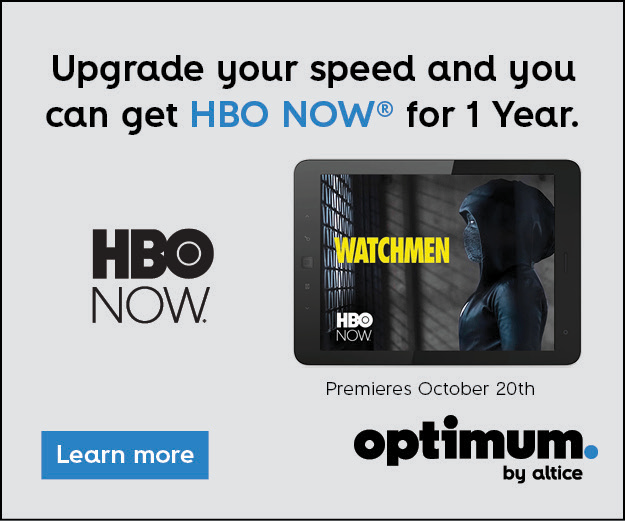 Upgrade your speed and you
can get HBO NOW® for 1 Year.
HBO
NOW.
WATCHMEN
HBO
NOW
Premieres October 20th
Learn more
optimum.
by altice